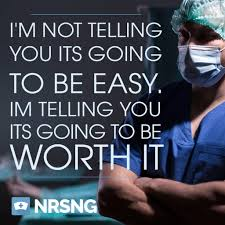 I'M NOT TELLING
YOU ITS GOING
TO BE EASY.
IM TELLING YOU
ITS GOING TO BE
WORTH IT
NRSNG